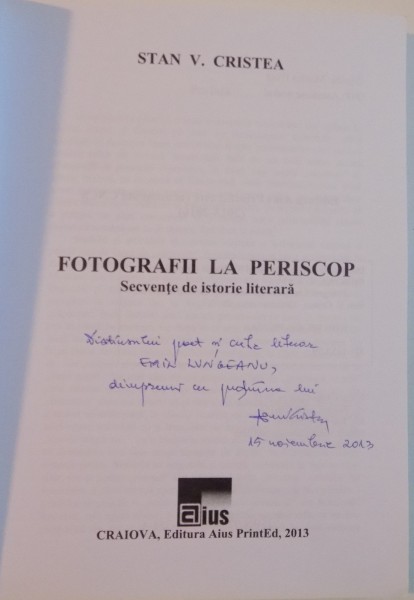 STAN V. CRISTEA
FOTOGRAFII LA PERISCOP
Secvențe de istorie literară
Distinsului poet și critic literar
EMIL LUNGEANU,
dimpreună cu prețuirea lui
15 noiembrie 2013
aius
CRAIOVA, Editura Aius PrintEd, 2013